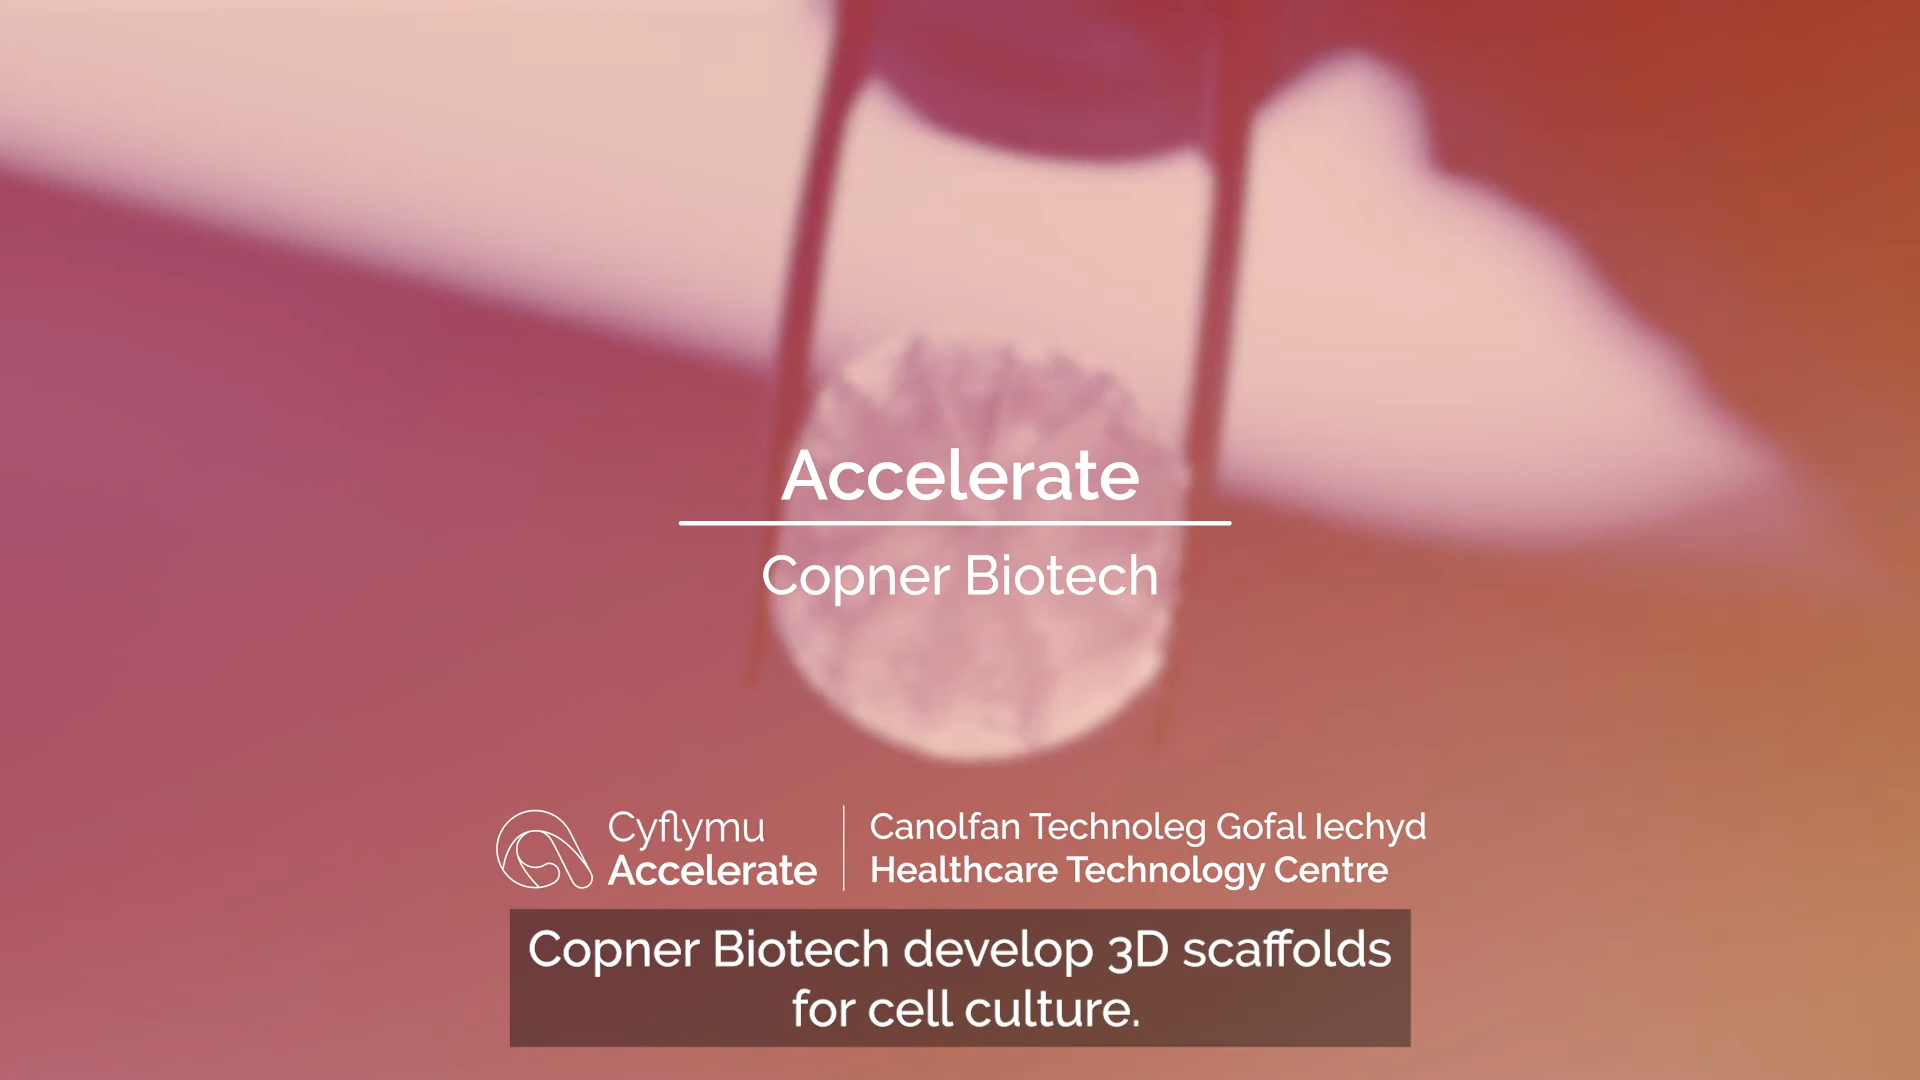 Accelerate
Copner Biotech
Cyflymu
Accelerate
Canolfan Technoleg Gofal Iechyd
Healthcare Technology Centre
Copner Biotech develop 3D scaffolds
for cell culture.